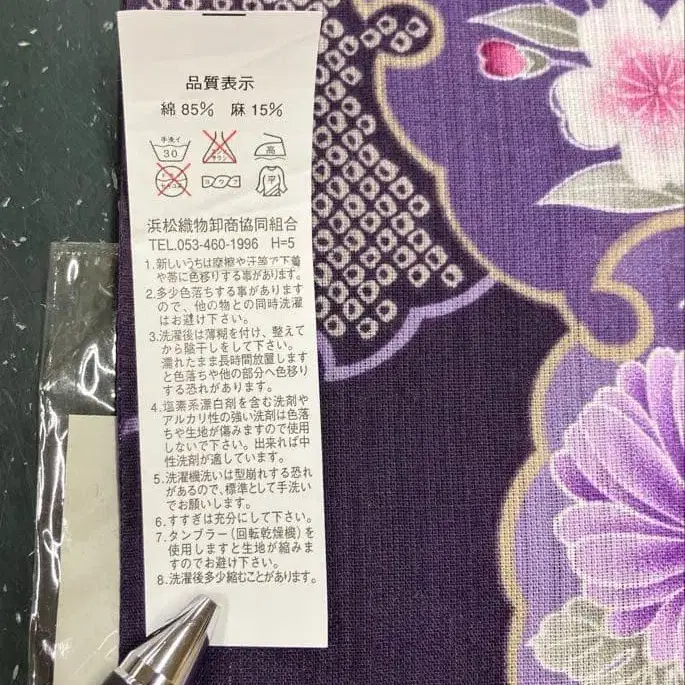 品質表示
綿 85% 麻 15%
手洗イ
30
高
ヨワク
平
浜松織物卸商協同組合
TEL.053-460-1996 H=5
1.新しいうちは摩擦や汗等で下着
や帯に色移りする事があります。
2.多少色落ちする事があります
ので、他の物との同時洗濯
はお避け下さい。
3.洗濯後は薄糊を付け、整えて
から陰干しをして下さい。
濡れたまま長時間放置します
と色落ちや他の部分へ色移り
する恐れがあります。
4.塩素系漂白剤を含む洗剤や
アルカリ性の強い洗剤は色落
ちや生地が傷みますので使用
しないで下さい。出来れば中
性洗剤が適しています。
5.洗濯機洗いは型崩れする恐れ
があるので、標準として手洗い
でお願いします。
6.すすぎは充分にして下さい。
7.タンブラー(回転乾燥機)を
使用しますと生地が縮みま
すのでお避け下さい。
8.洗濯後多少縮むことがあります。